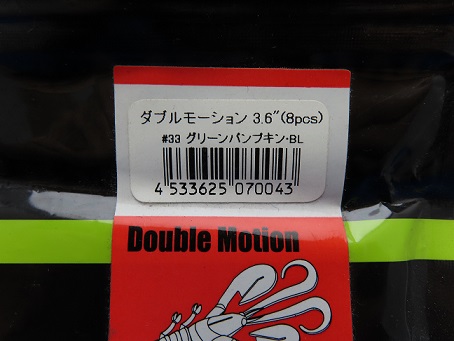 ダブルモーション 3.6"(8pcs)
#33 グリーンパンプキン・BL
4 533625 070043
Double Motion